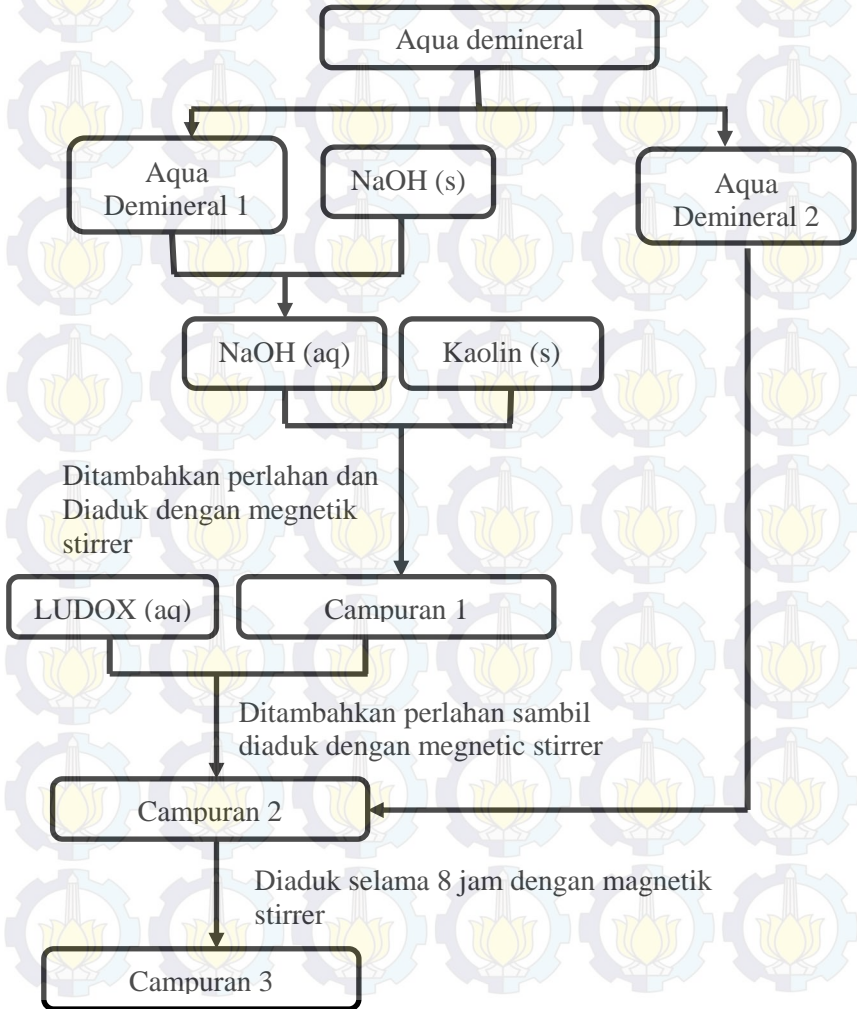 Aqua demineral
Aqua
Demineral 1
NaOH (s)
Aqua
Demineral 2
NaOH (aq)
Kaolin (s)
Ditambahkan perlahan dan
Diaduk dengan megnetik
stirrer
LUDOX (aq)
Campuran 1
Ditambahkan perlahan sambil
diaduk dengan megnetic stirrer
Campuran 2
Diaduk selama 8 jam dengan magnetik
stirrer
Campuran 3